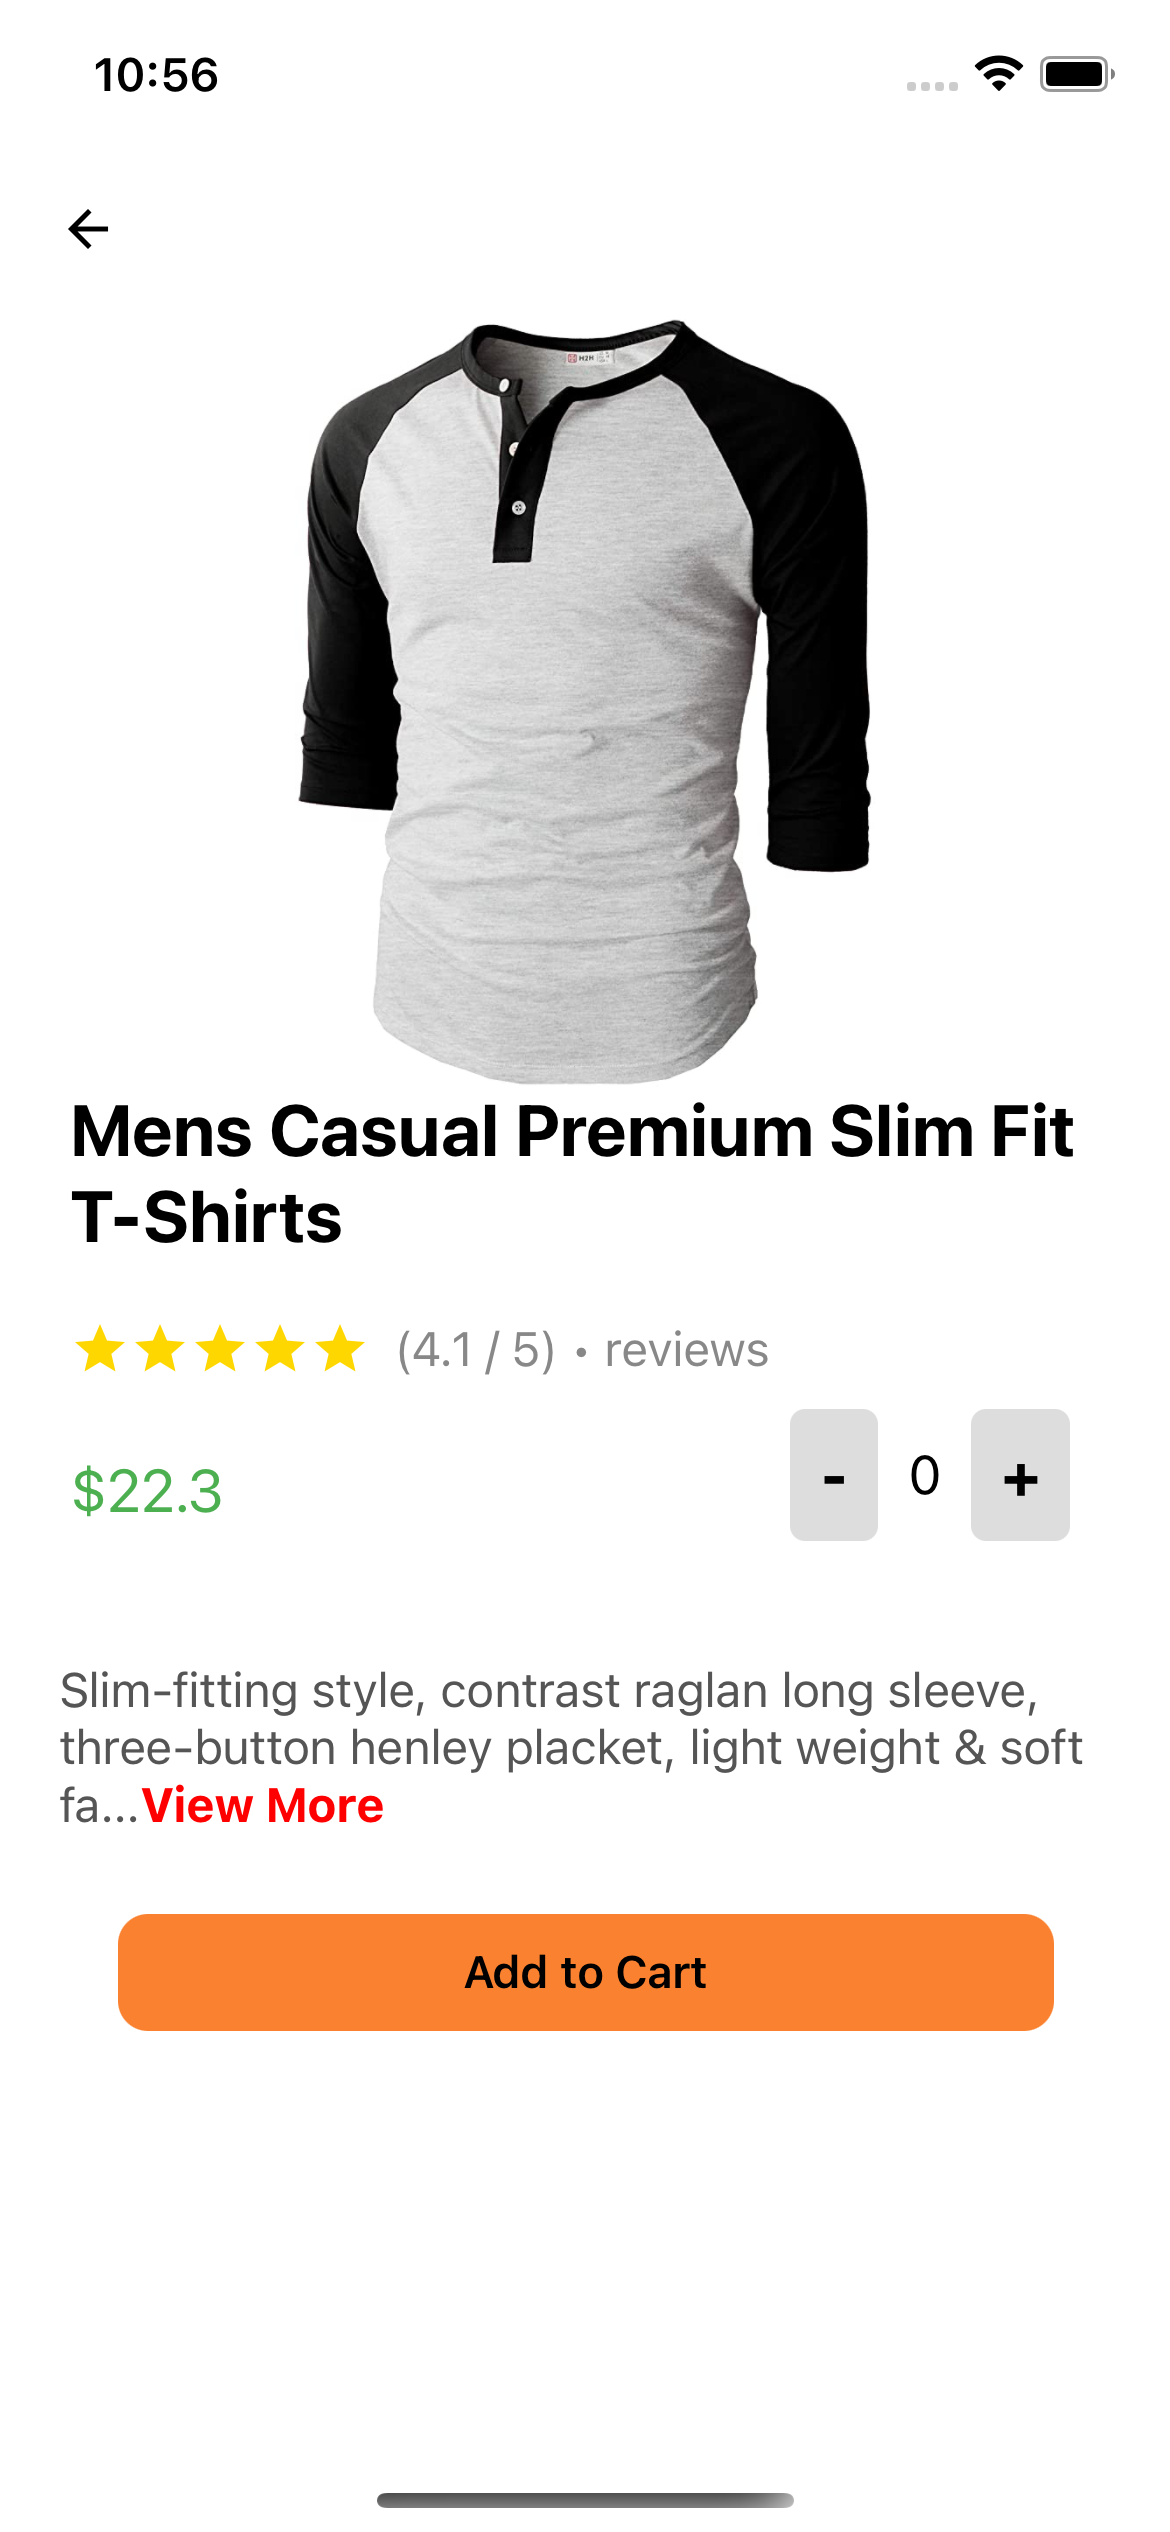 10:56
H2H
Mens Casual Premium Slim Fit
T-Shirts
(4.1 / 5) • reviews
$22.3
- 0 +
Slim-fitting style, contrast raglan long sleeve,
three-button henley placket, light weight & soft
fa...View More
Add to Cart